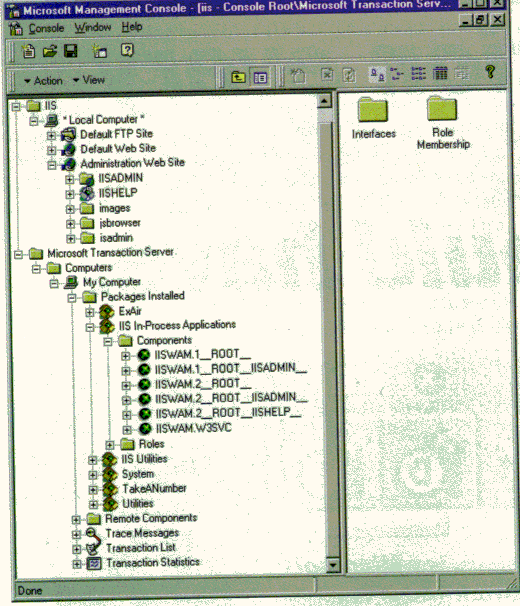 Microsoft Management Console - [iis - Console Root\Microsoft Transaction Serv...
Console Window Help
Action View
IIS
* Local Computer *
Default FTP Site
Default Web Site
Administration Web Site
IISADMIN
IISHELP
images
jsbrowser
isadmin
Microsoft Transaction Server
Computers
My Computer
Packages Installed
ExAir
IIS In-Process Applications
Components
IISWAM.1__ROOT__
IISWAM.1__ROOT__IISADMIN__
IISWAM.2__ROOT__
IISWAM.2__ROOT__IISADMIN__
IISWAM.2__ROOT__IISHELP__
IISWAM.W3SVC
Roles
IIS Utilities
System
TakeANumber
Utilities
Remote Components
Trace Messages
Transaction List
Transaction Statistics
Interfaces
Role
Membership
Done